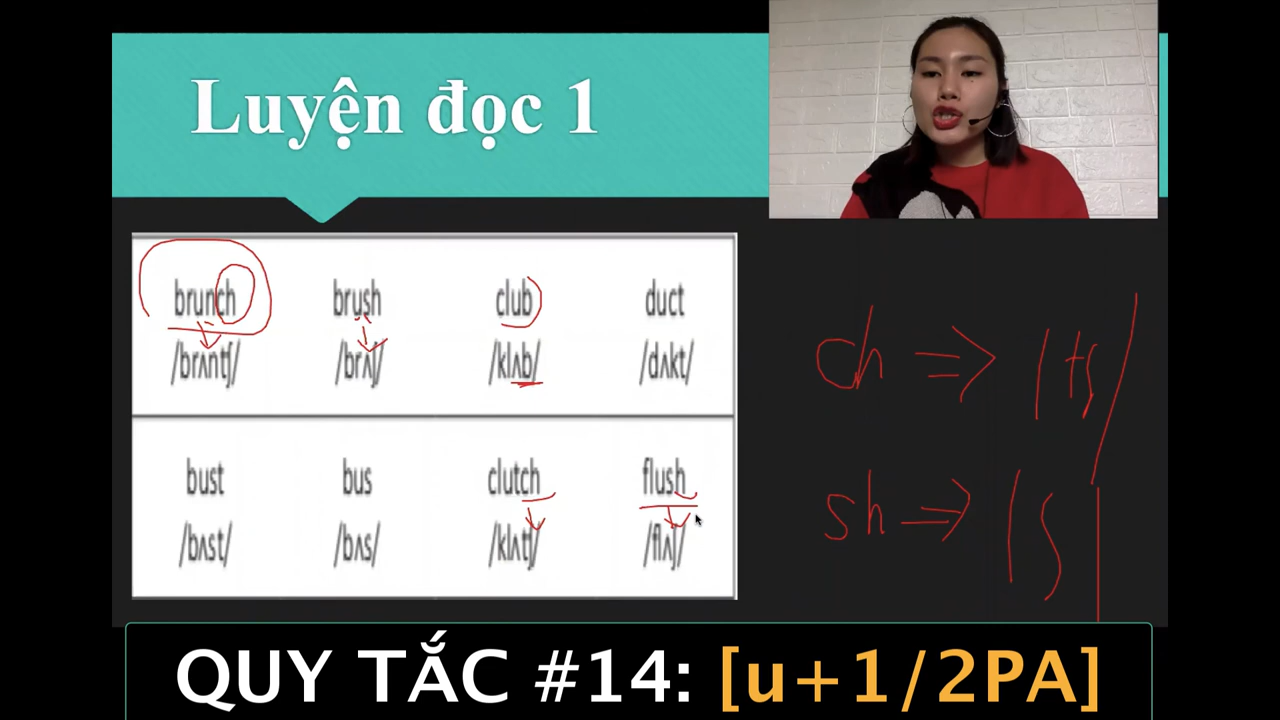 Luyện đọc 1
brunch brush club duct
/brʌntʃ/ /brʌʃ/ /klʌb/ /dʌkt/
bust bus clutch flush
/bʌst/ /bʌs/ /klʌtʃ/ /flʌʃ/
ch => /tʃ/
sh => /ʃ/
QUY TẮC #14: [u+1/2PA]